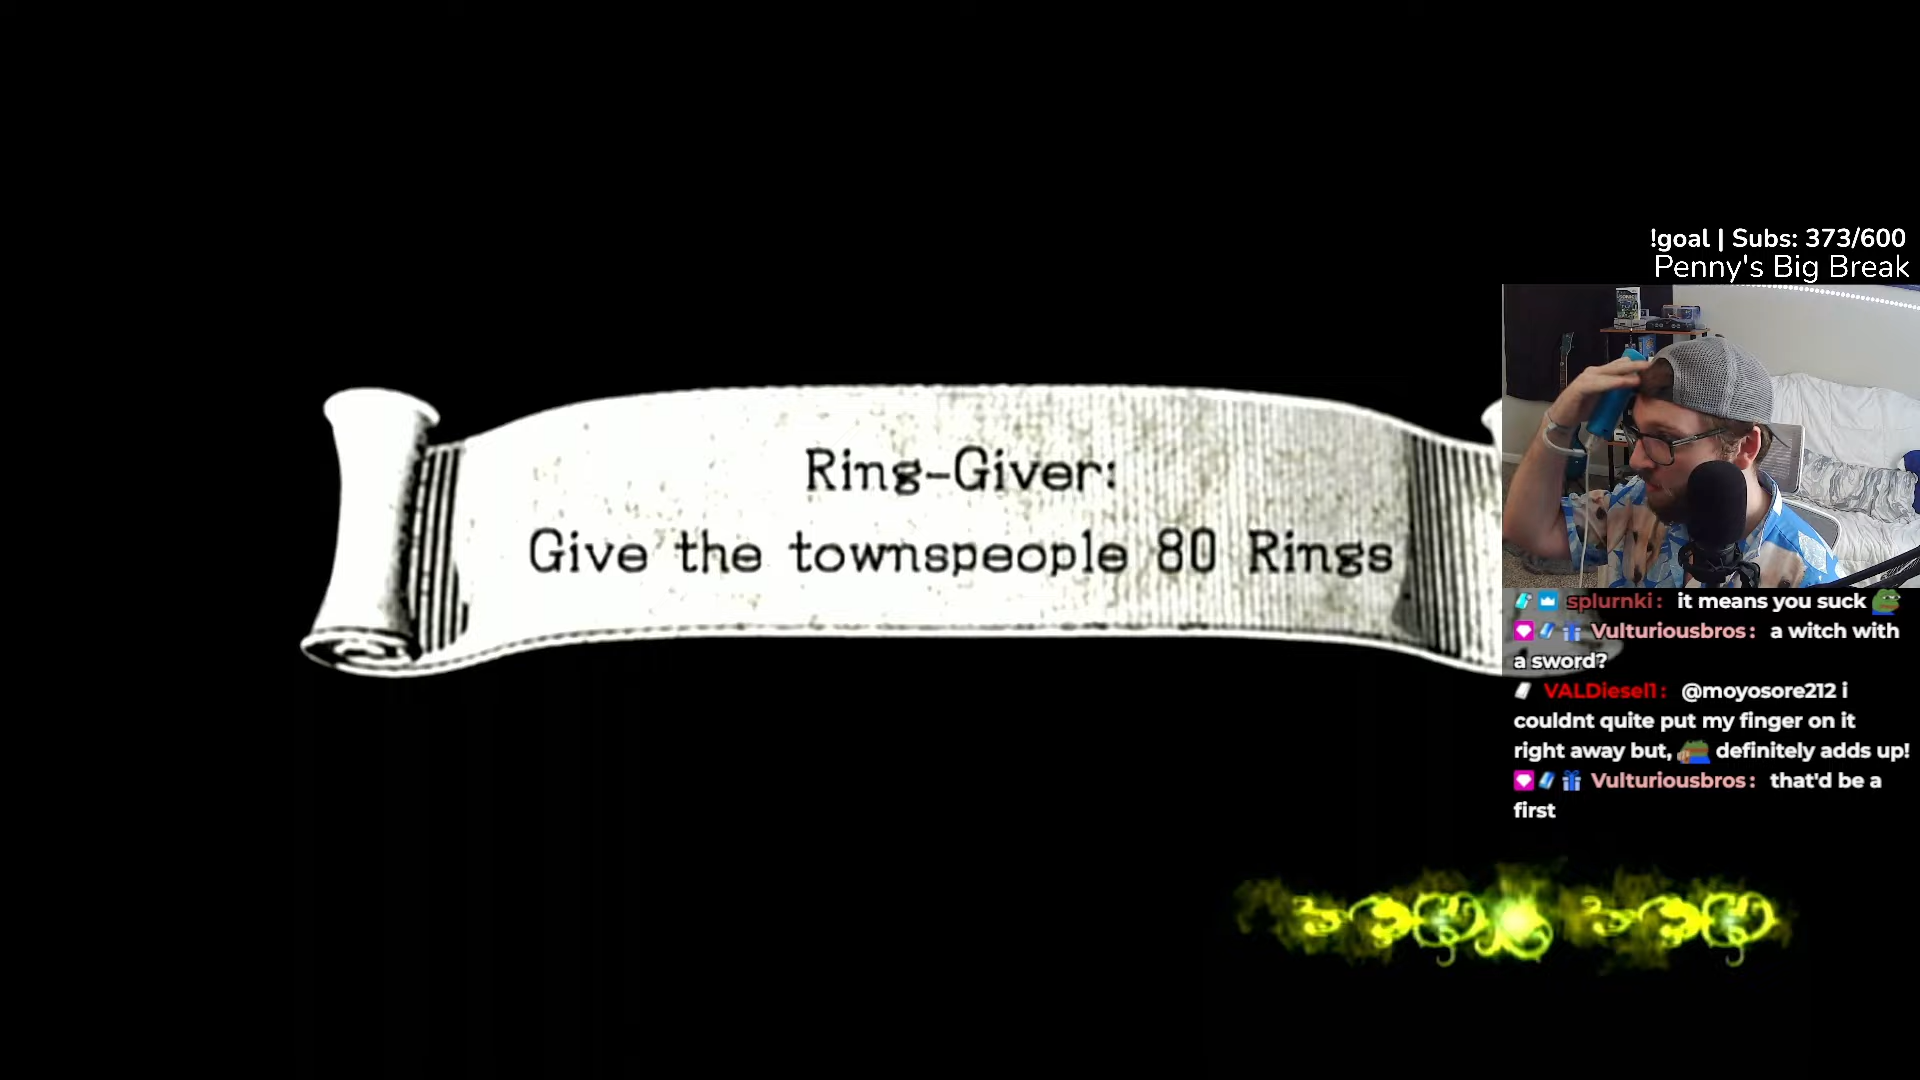 !goal | Subs: 373/600
Penny's Big Break
Ring-Giver:
Give the townspeople 80 Rings
splurnki: it means you suck
Vulturiousbros: a witch with
a sword?
VALDiesel1: @moyosore212 i
couldnt quite put my finger on it
right away but, definitely adds up!
Vulturiousbros: that'd be a
first